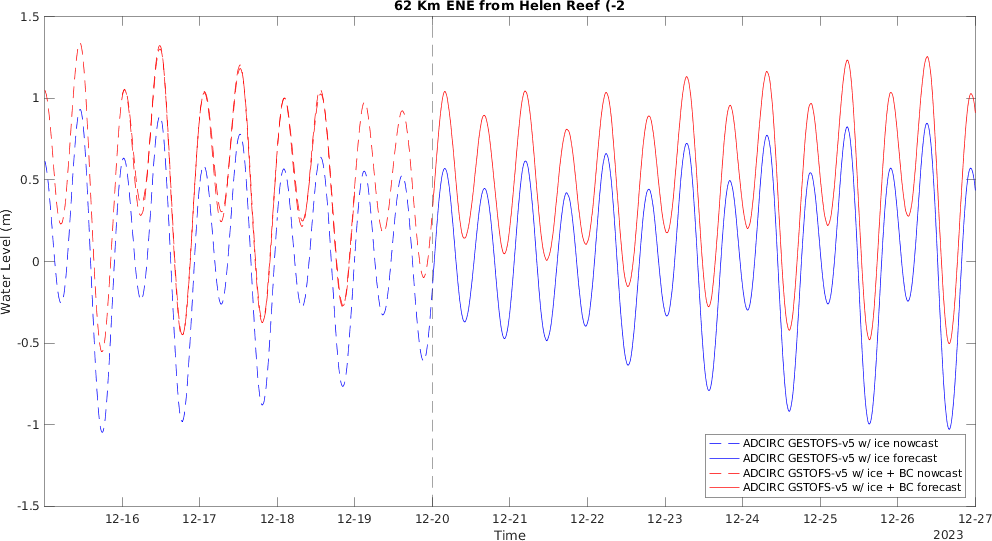 62 Km ENE from Helen Reef (-2
1.5
1
0.5
0
-0.5
-1
-1.5
Water Level (m)
12-16 12-17 12-18 12-19 12-20 12-21 12-22 12-23 12-24 12-25 12-26 12-27
Time
2023
ADCIRC GESTOFS-v5 w/ ice nowcast
ADCIRC GESTOFS-v5 w/ ice forecast
ADCIRC GSTOFS-v5 w/ ice + BC nowcast
ADCIRC GSTOFS-v5 w/ ice + BC forecast